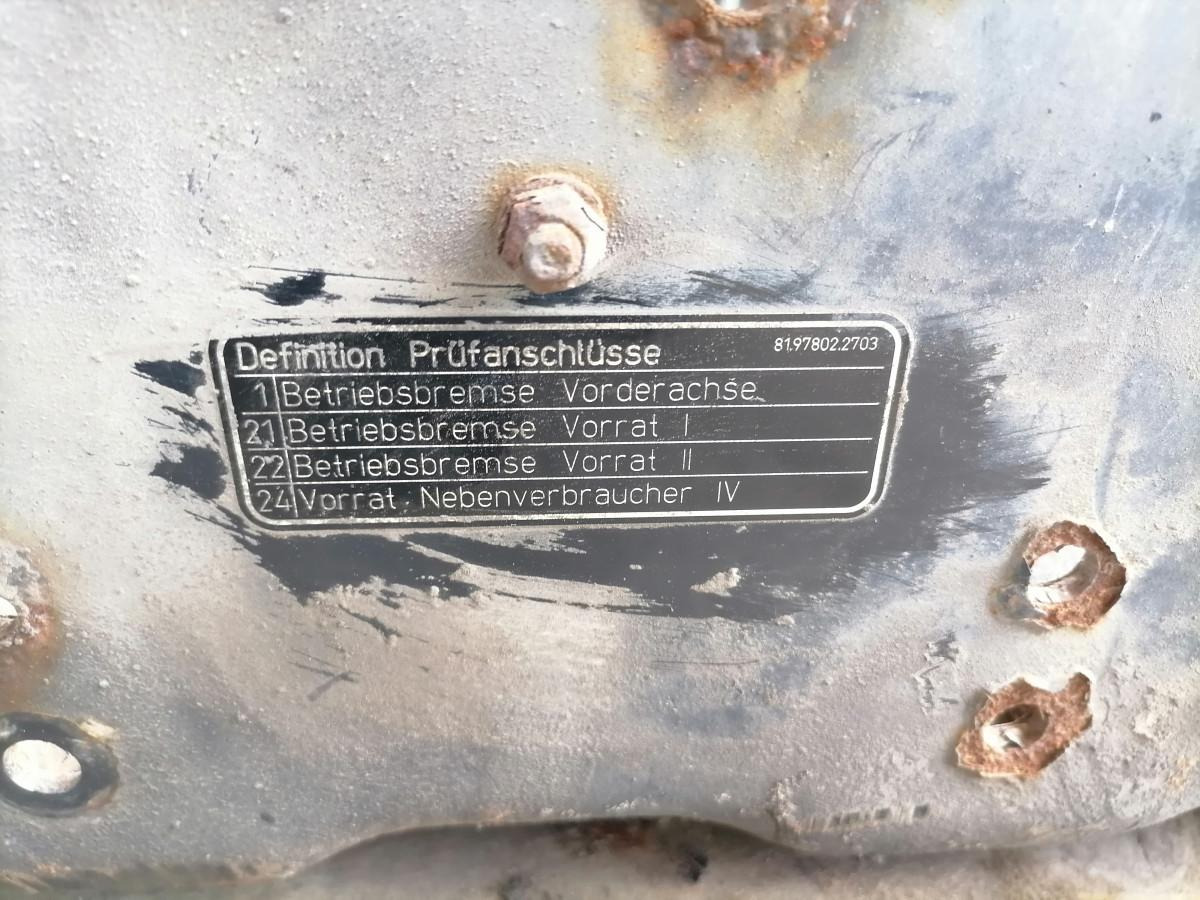 Definition Prüfanschlüsse 81.97802.2703
1 Betriebsbremse Vorderachse
21 Betriebsbremse Vorrat I
22 Betriebsbremse Vorrat II
24 Vorrat Nebenverbraucher IV